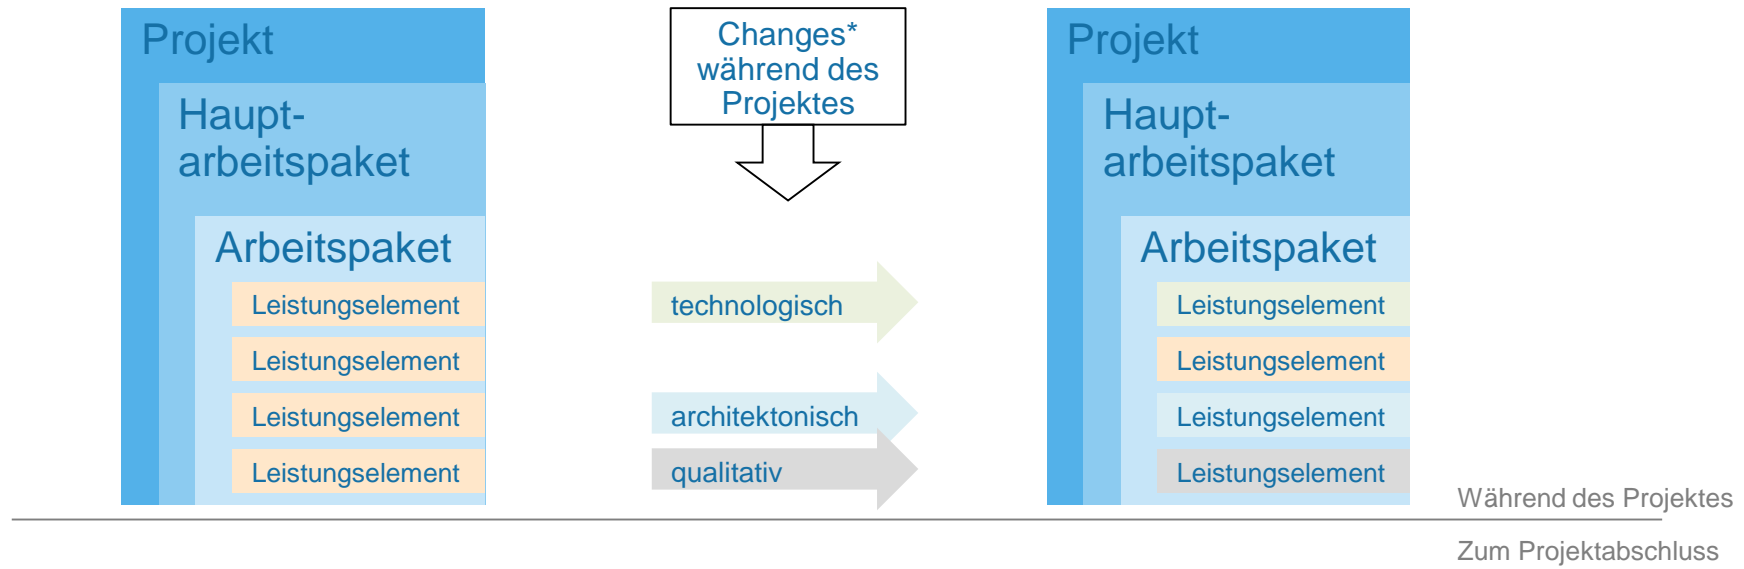 Projekt
Haupt-
arbeitspaket
Arbeitspaket
Leistungselement
Leistungselement
Leistungselement
Leistungselement
Changes*
während des
Projektes
technologisch
architektonisch
qualitativ
Projekt
Haupt-
arbeitspaket
Arbeitspaket
Leistungselement
Leistungselement
Leistungselement
Leistungselement
Während des Projektes
Zum Projektabschluss